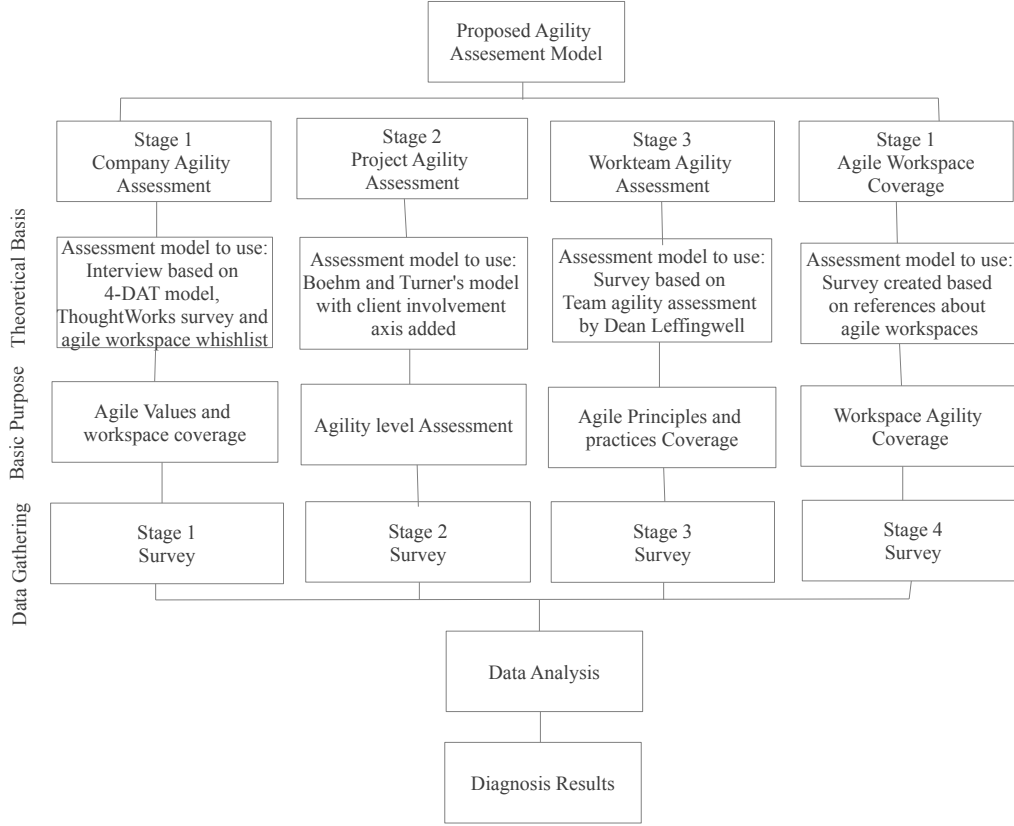 Proposed Agility
Assesement Model
Stage 1
Company Agility
Assessment
Stage 2
Project Agility
Assessment
Stage 3
Workteam Agility
Assessment
Stage 1
Agile Workspace
Coverage
Theoretical Basis
Assessment model to use:
Interview based on
4-DAT model,
ThoughtWorks survey and
agile workspace whishlist
Assessment model to use:
Boehm and Turner's model
with client involvement
axis added
Assessment model to use:
Survey based on
Team agility assessment
by Dean Leffingwell
Assessment model to use:
Survey created based
on references about
agile workspaces
Basic Purpose
Agile Values and
workspace coverage
Agility level Assessment
Agile Principles and
practices Coverage
Workspace Agility
Coverage
Data Gathering
Stage 1
Survey
Stage 2
Survey
Stage 3
Survey
Stage 4
Survey
Data Analysis
Diagnosis Results